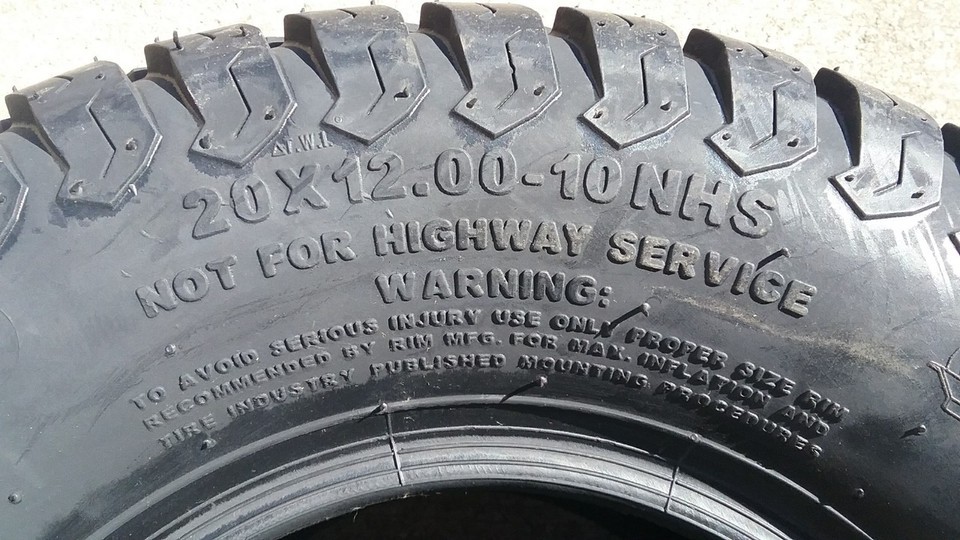 △T.W.I.
20X12.00-10NHS
NOT FOR HIGHWAY SERVICE
WARNING:
TO AVOID SERIOUS INJURY USE ONLY PROPER SIZE RIM
RECOMMENDED BY RIM MFG. FOR MAX. INFLATION AND
TIRE INDUSTRY PUBLISHED MOUNTING PROCEDURES